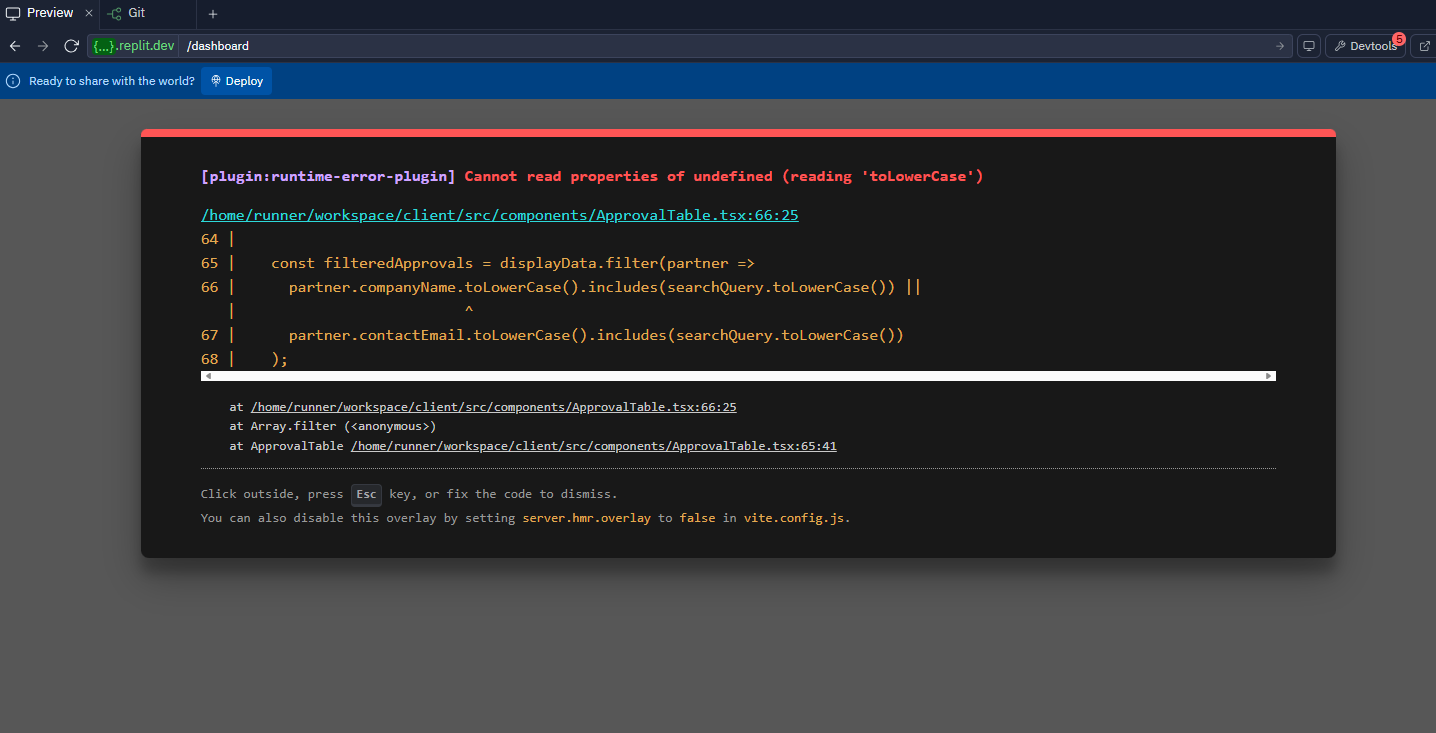 Preview ×
Git
+
{...}.replit.dev /dashboard
Devtools 5
Ready to share with the world? Deploy
[plugin:runtime-error-plugin] Cannot read properties of undefined (reading 'toLowerCase')
/home/runner/workspace/client/src/components/ApprovalTable.tsx:66:25
64 |
65 |    const filteredApprovals = displayData.filter(partner =>
66 |      partner.companyName.toLowerCase().includes(searchQuery.toLowerCase()) ||
   |                         ^
67 |      partner.contactEmail.toLowerCase().includes(searchQuery.toLowerCase())
68 |    );
at /home/runner/workspace/client/src/components/ApprovalTable.tsx:66:25
at Array.filter (<anonymous>)
at ApprovalTable /home/runner/workspace/client/src/components/ApprovalTable.tsx:65:41
Click outside, press Esc key, or fix the code to dismiss.
You can also disable this overlay by setting server.hmr.overlay to false in vite.config.js.